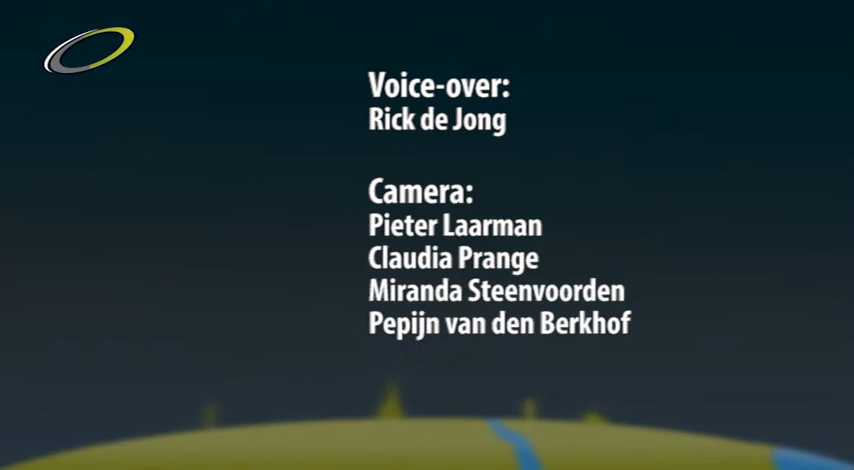 Voice-over:
Rick de Jong
Camera:
Pieter Laarman
Claudia Prange
Miranda Steenvoorden
Pepijn van den Berkhof